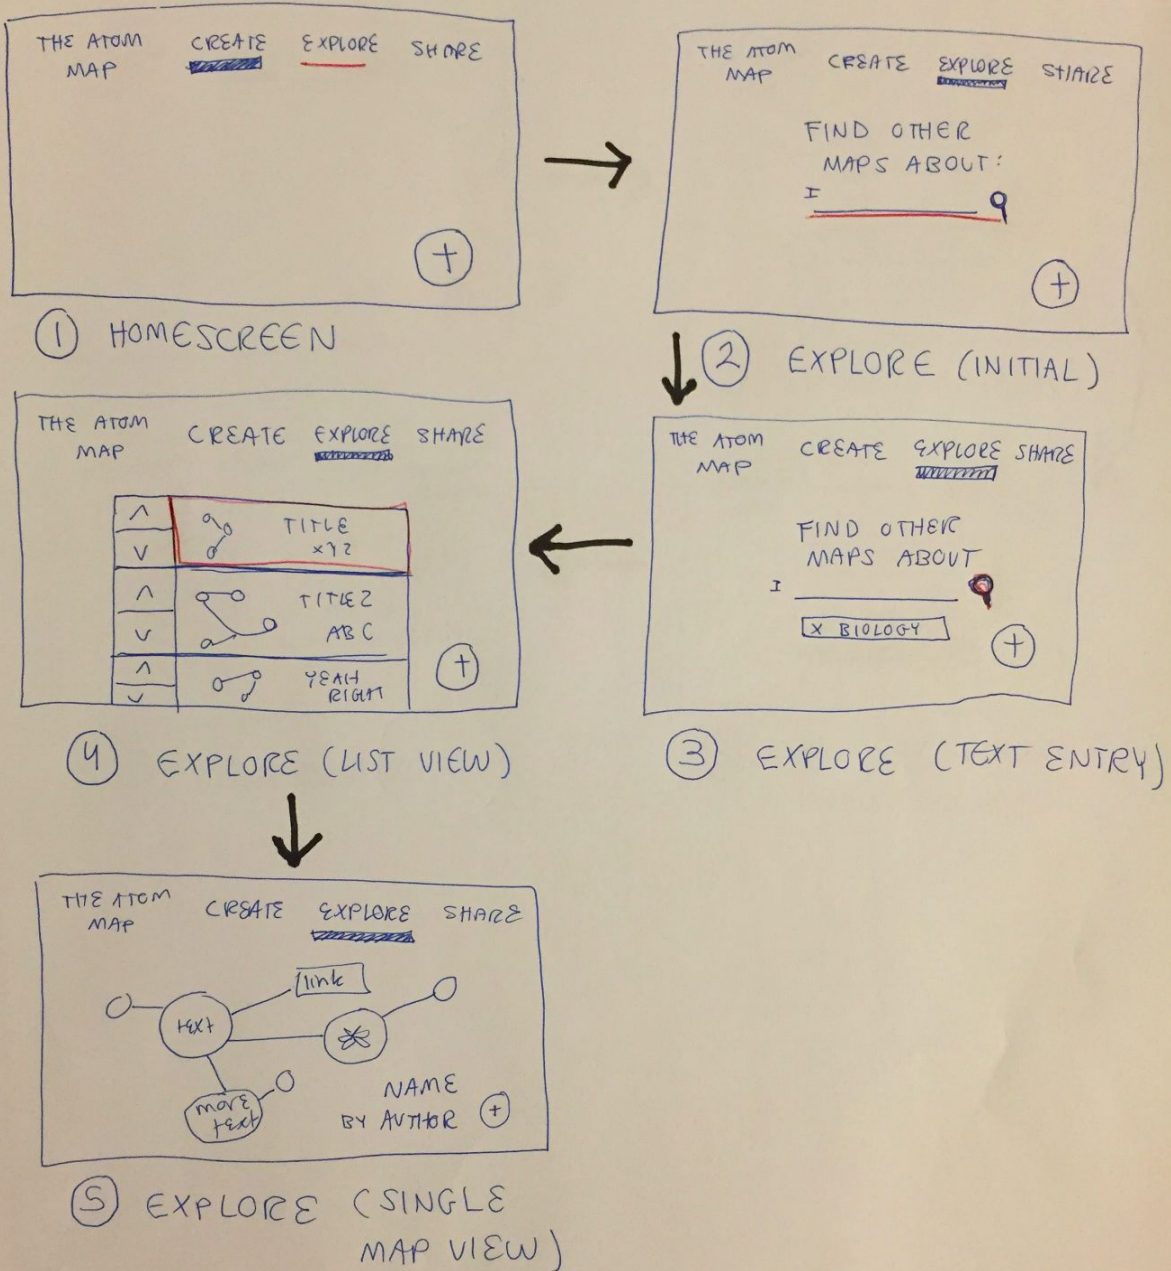 THE ATOM
MAP
CREATE
EXPLORE
SHARE
+
1 HOMESCREEN
THE ATOM
MAP
CREATE
EXPLORE
SHARE
FIND OTHER
MAPS ABOUT:
I
+
2 EXPLORE (INITIAL)
THE ATOM
MAP
CREATE
EXPLORE
SHARE
FIND OTHER
MAPS ABOUT
I
X BIOLOGY
+
3 EXPLORE (TEXT ENTRY)
THE ATOM
MAP
CREATE
EXPLORE
SHARE
TITLE
XYZ
TITLE2
ABC
YEAH
RIGHT
+
4 EXPLORE (LIST VIEW)
THE ATOM
MAP
CREATE
EXPLORE
SHARE
link
text
more
text
NAME
BY AUTHOR
+
5 EXPLORE (SINGLE
MAP VIEW)